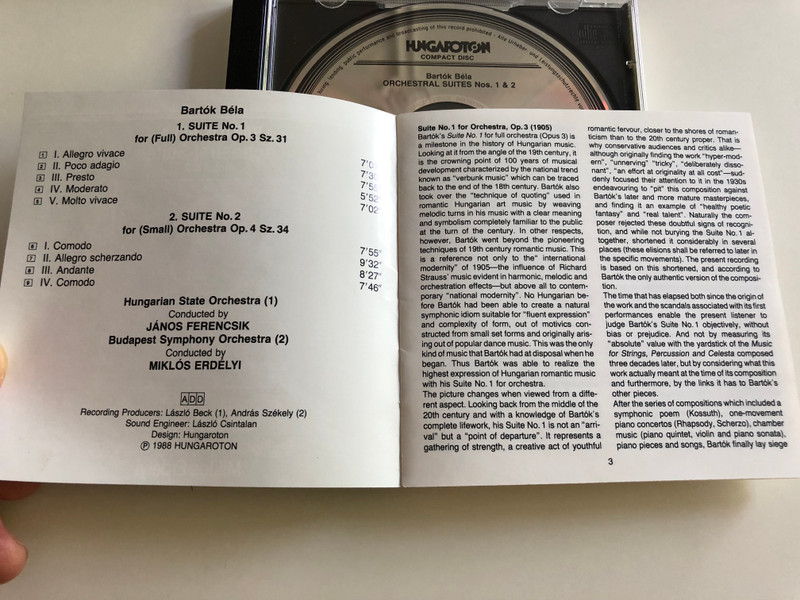 HUNGAROTON
COMPACT DISC
Bartók Béla
ORCHESTRAL SUITES Nos. 1 & 2
Bartók Béla
1. SUITE No. 1
for (Full) Orchestra Op. 3 Sz. 31
1 I. Allegro vivace
2 II. Poco adagio
3 III. Presto
4 IV. Moderato 5'52"
5 V. Molto vivace 7'02"
2. SUITE No. 2
for (Small) Orchestra Op. 4 Sz. 34
6 I. Comodo 7'55"
7 II. Allegro scherzando 9'32"
8 III. Andante 8'27"
9 IV. Comodo 7'46"
Hungarian State Orchestra (1)
Conducted by
JÁNOS FERENCSIK
Budapest Symphony Orchestra (2)
Conducted by
MIKLÓS ERDÉLYI
ADD
Recording Producers: László Beck (1), András Székely (2)
Sound Engineer: László Csintalan
Design: Hungaroton
℗ 1988 HUNGAROTON
Suite No. 1 for Orchestra, Op. 3 (1905)
Bartók's Suite No. 1 for full orchestra (Opus 3) is
a milestone in the history of Hungarian music.
Looking at it from the angle of the 19th century, it
is the crowning point of 100 years of musical
development characterized by the national trend
known as "verbunk music" which can be traced
back to the end of the 18th century. Bartók also
took over the "technique of quoting" used in
romantic Hungarian art music by weaving
melodic turns in his music with a clear meaning
and symbolism completely familiar to the public
at the turn of the century. In other respects,
however, Bartók went beyond the pioneering
techniques of 19th century romantic music. This
is a reference not only to the" international
modernity" of 1905—the influence of Richard
Strauss' music evident in harmonic, melodic and
orchestration effects—but above all to contem-
porary "national modernity". No Hungarian be-
fore Bartók had been able to create a natural
symphonic idiom suitable for "fluent expression"
and complexity of form, out of motivics con-
structed from small set forms and originally aris-
ing out of popular dance music. This was the only
kind of music that Bartók had at disposal when he
began. Thus Bartók was able to realize the
highest expression of Hungarian romantic music
with his Suite No. 1 for orchestra.
The picture changes when viewed from a diffe-
rent aspect. Looking back from the middle of the
20th century and with a knowledge of Bartók's
complete lifework, his Suite No. 1 is not an "arri-
val" but a "point of departure". It represents a
gathering of strength, a creative act of youthful
romantic fervour, closer to the shores of roman-
ticism than to the 20th century proper. That is
why conservative audiences and critics alike—
although originally finding the work "hyper-mod-
ern", "unnerving" "tricky", "deliberately disso-
nant", "an effort at originality at all cost"—sud-
denly focused their attention to it in the 1930s
endeavouring to "pit" this composition against
Bartók's later and more mature masterpieces,
and finding it an example of "healthy poetic
fantasy" and "real talent". Naturally the com-
poser rejected these doubtful signs of recogni-
tion, and while not burying the Suite No. 1 al-
together, shortened it considerably in several
places (these elisions shall be referred to later in
the specific movements). The present recording
is based on this shortened, and according to
Bartók the only authentic version of the composi-
tion.
The time that has elapsed both since the origin of
the work and the scandals associated with its first
performances enable the present listener to
judge Bartók's Suite No. 1 objectively, without
bias or prejudice. And not by measuring its
"absolute" value with the yardstick of the Music
for Strings, Percussion and Celesta composed
three decades later, but by considering what this
work actually meant at the time of its composition
and furthermore, by the links it has to Bartók's
other pieces.
After the series of compositions which included a
symphonic poem (Kossuth), one-movement
piano concertos (Rhapsody, Scherzo), chamber
music (piano quintet, violin and piano sonata),
piano pieces and songs, Bartók finally lay siege
3